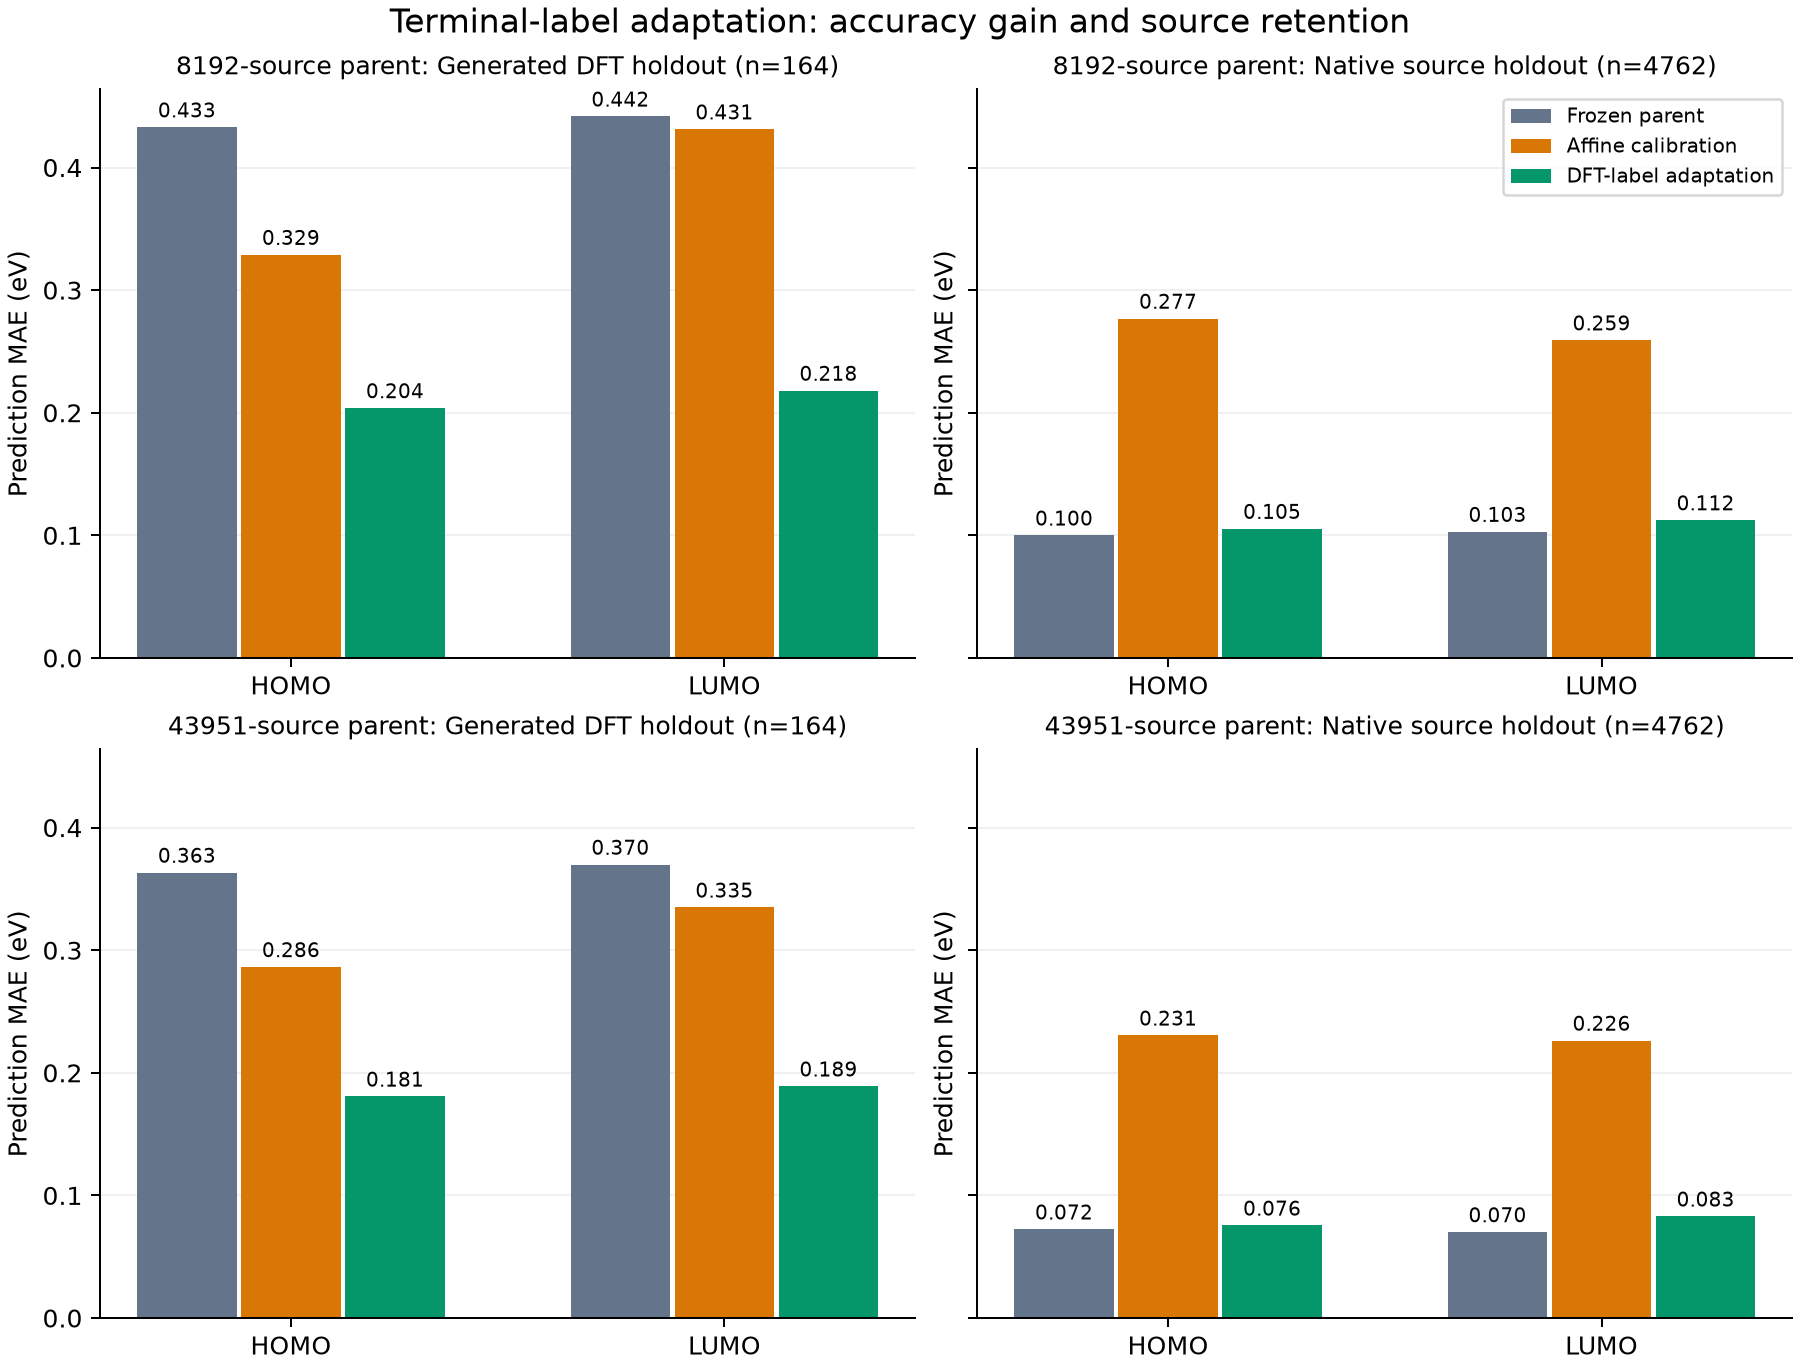 Terminal-label adaptation: accuracy gain and source retention
8192-source parent: Generated DFT holdout (n=164)
Prediction MAE (eV)
0.4
0.3
0.2
0.1
0.0
0.433
0.329
0.204
0.442
0.431
0.218
HOMO
LUMO
8192-source parent: Native source holdout (n=4762)
Frozen parent
Affine calibration
DFT-label adaptation
Prediction MAE (eV)
0.100
0.277
0.105
0.103
0.259
0.112
HOMO
LUMO
43951-source parent: Generated DFT holdout (n=164)
Prediction MAE (eV)
0.4
0.3
0.2
0.1
0.0
0.363
0.286
0.181
0.370
0.335
0.189
HOMO
LUMO
43951-source parent: Native source holdout (n=4762)
Prediction MAE (eV)
0.072
0.231
0.076
0.070
0.226
0.083
HOMO
LUMO